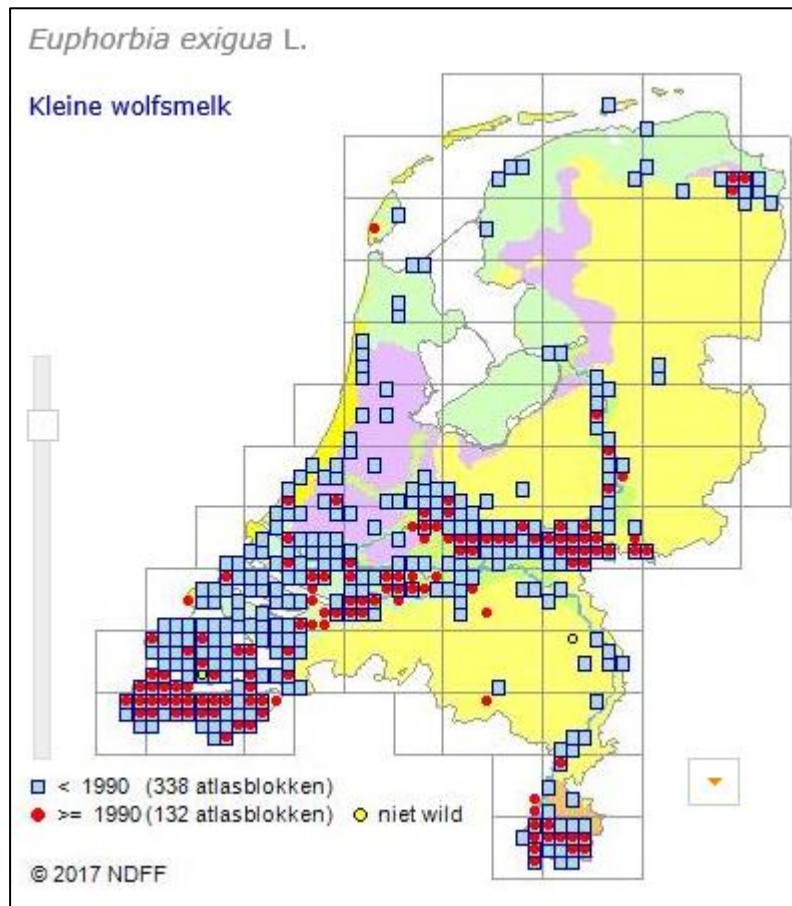 Euphorbia exigua L.
Kleine wolfsmelk
< 1990 (338 atlasblokken)
>= 1990 (132 atlasblokken) niet wild
© 2017 NDFF